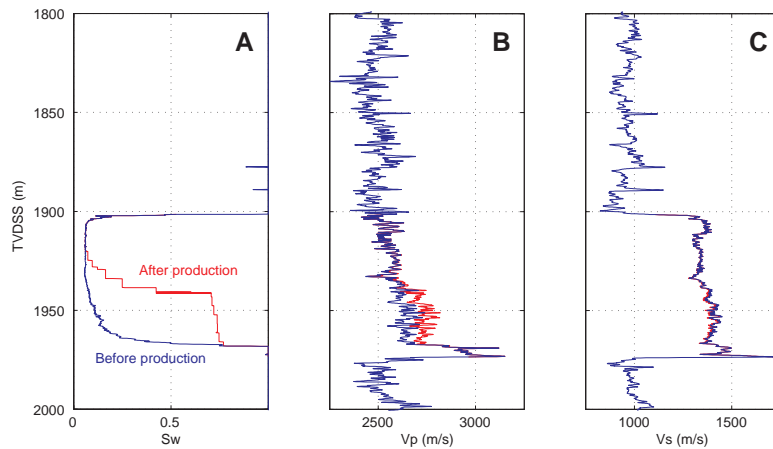 A
B
C
1800
1850
1900
1950
2000
TVDSS (m)
After production
Before production
0
0.5
Sw
2500
3000
Vp (m/s)
1000
1500
Vs (m/s)